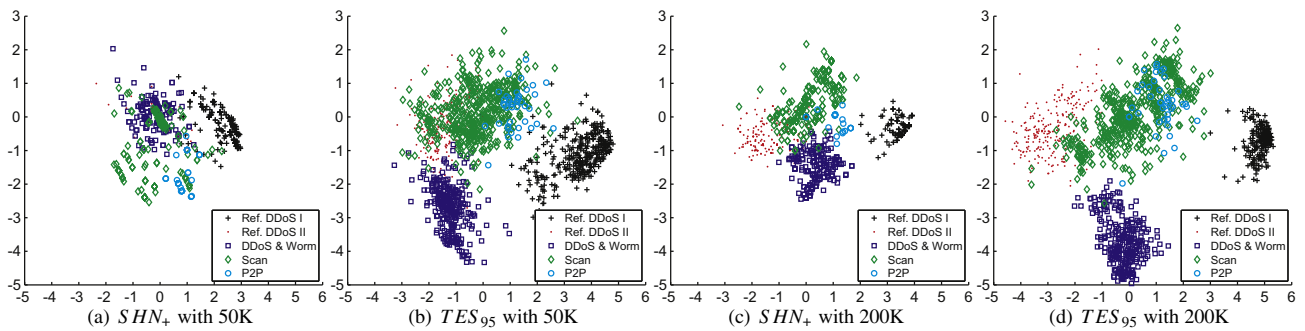 3 3 3 3
2 2 2 2
1 1 1 1
0 0 0 0
-1 -1 -1 -1
-2 -2 -2 -2
-3 -3 -3 -3
-4 -4 -4 -4
-5 -5 -5 -5
Ref. DDoS I
Ref. DDoS II
DDoS & Worm
Scan
P2P
Ref. DDoS I
Ref. DDoS II
DDoS & Worm
Scan
P2P
Ref. DDoS I
Ref. DDoS II
DDoS & Worm
Scan
P2P
Ref. DDoS I
Ref. DDoS II
DDoS & Worm
Scan
P2P
-5 -4 -3 -2 -1 0 1 2 3 4 5 6
-5 -4 -3 -2 -1 0 1 2 3 4 5 6
-5 -4 -3 -2 -1 0 1 2 3 4 5 6
-5 -4 -3 -2 -1 0 1 2 3 4 5 6
(a) SHN+ with 50K
(b) TES95 with 50K
(c) SHN+ with 200K
(d) TES95 with 200K